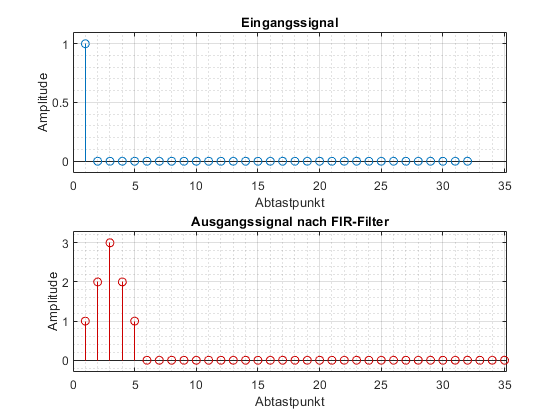 Eingangssignal
1
0.5
0
Amplitude
0 5 10 15 20 25 30 35
Abtastpunkt
Ausgangssignal nach FIR-Filter
3
2
1
0
Amplitude
0 5 10 15 20 25 30 35
Abtastpunkt